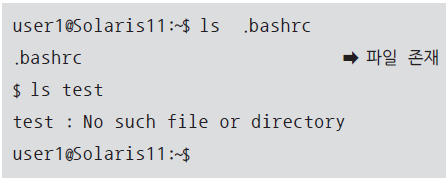 user1@Solaris11:~$ ls .bashrc
.bashrc ➡ 파일 존재
$ ls test
test : No such file or directory
user1@Solaris11:~$